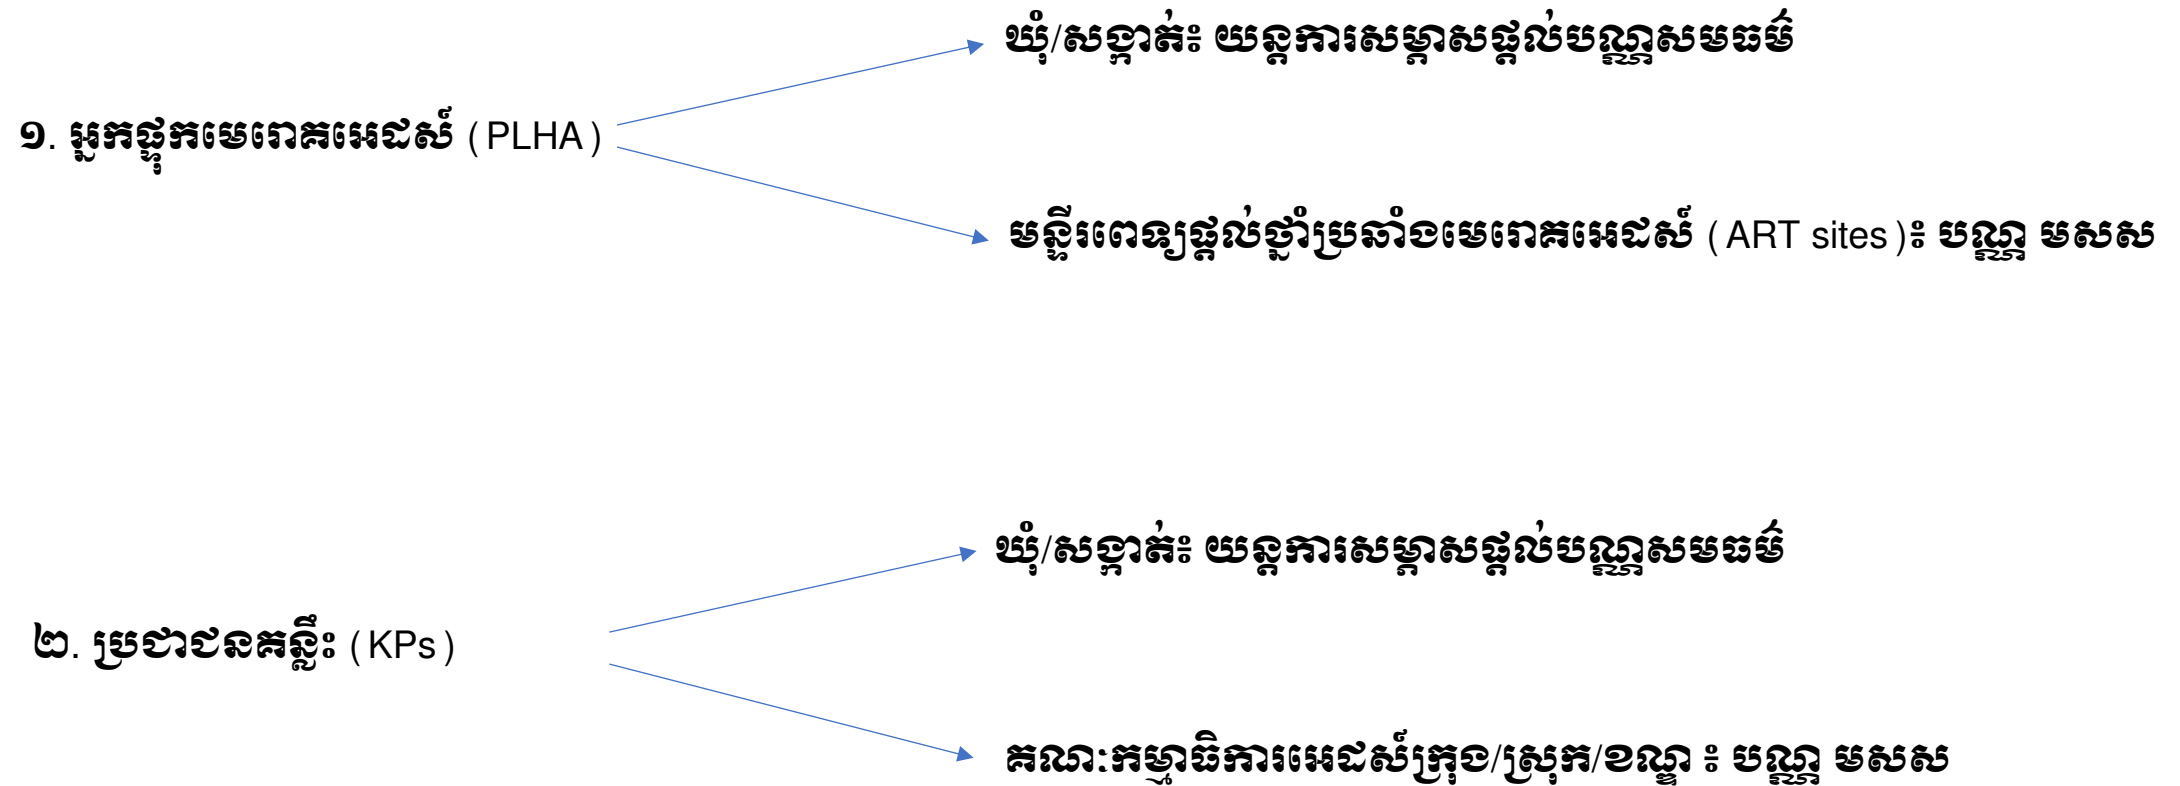 ឃុំ/សង្កាត់៖ យន្តការសម្ភាសផ្តល់បណ្ណសមធម៌
១. អ្នកផ្ទុកមេរោគអេដស៍ (PLHA)
មន្ទីរពេទ្យផ្តល់ថ្នាំប្រឆាំងមេរោគអេដស៍ (ART sites)៖ បណ្ណ មសស
ឃុំ/សង្កាត់៖ យន្តការសម្ភាសផ្តល់បណ្ណសមធម៌
២. ប្រជាជនគន្លឹះ (KPs)
គណៈកម្មាធិការអេដស៍ក្រុង/ស្រុក/ខណ្ឌ ៖ បណ្ណ មសស